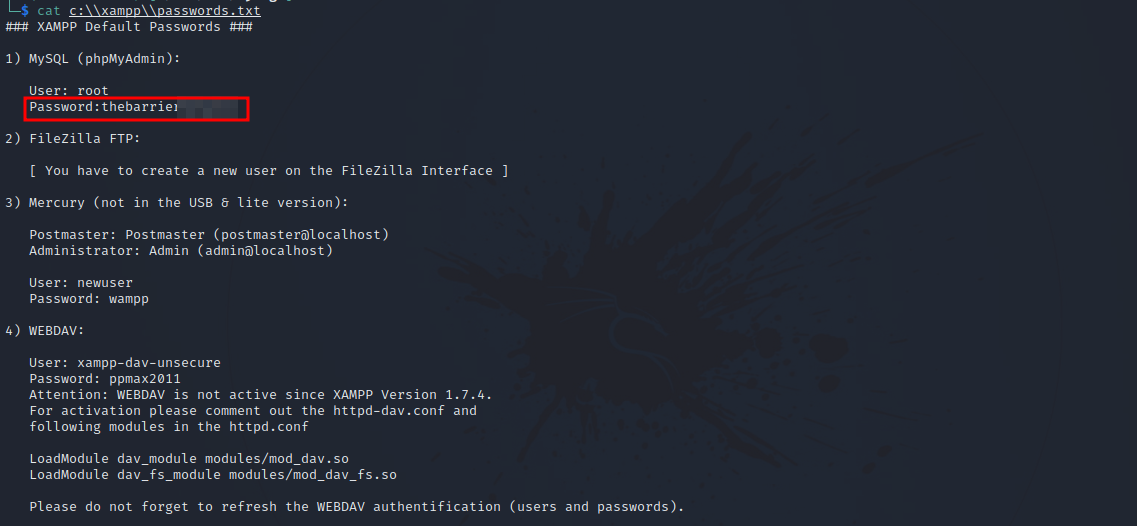 $ cat c:\\xampp\\passwords.txt
### XAMPP Default Passwords ###
1) MySQL (phpMyAdmin):
User: root
Password:thebarrier
2) FileZilla FTP:
[ You have to create a new user on the FileZilla Interface ]
3) Mercury (not in the USB & lite version):
Postmaster: Postmaster (postmaster@localhost)
Administrator: Admin (admin@localhost)
User: newuser
Password: wampp
4) WEBDAV:
User: xampp-dav-unsecure
Password: ppmax2011
Attention: WEBDAV is not active since XAMPP Version 1.7.4.
For activation please comment out the httpd-dav.conf and
following modules in the httpd.conf
LoadModule dav_module modules/mod_dav.so
LoadModule dav_fs_module modules/mod_dav_fs.so
Please do not forget to refresh the WEBDAV authentification (users and passwords).